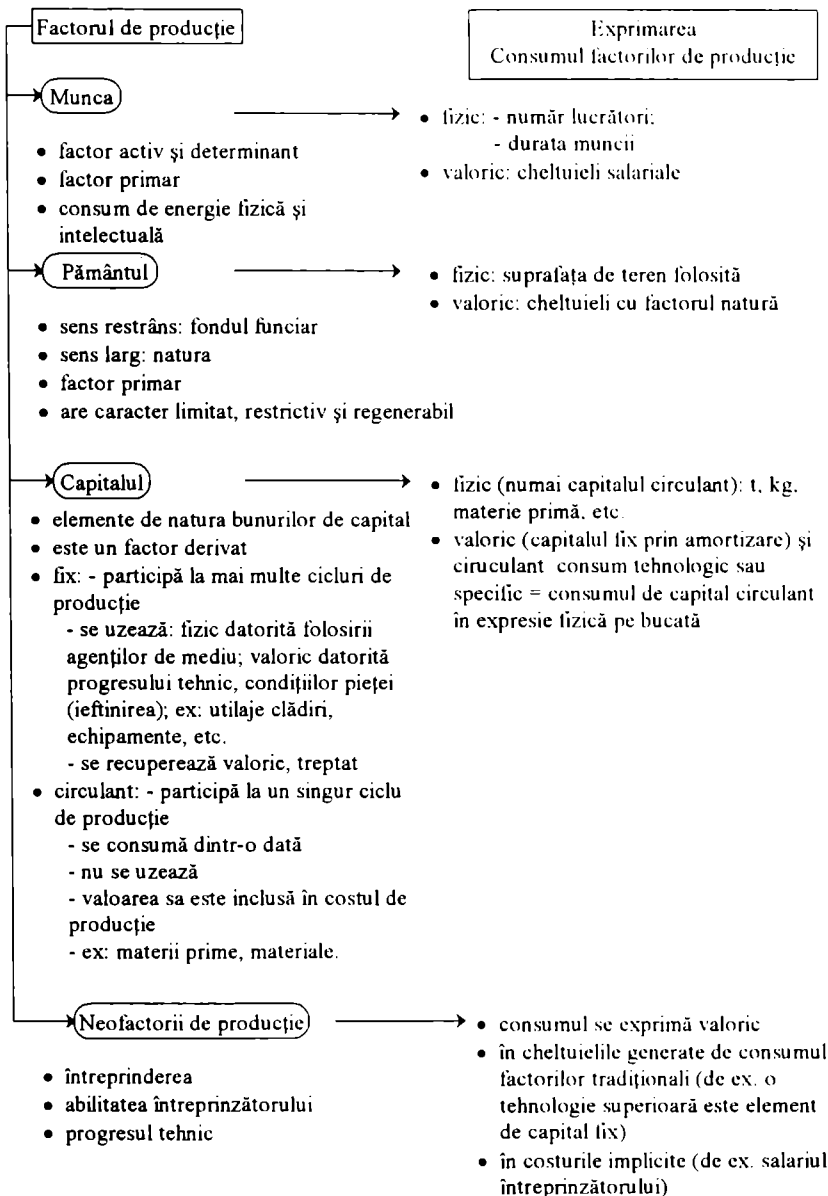 Factorul de producție
Exprimarea
Consumul factorilor de producție
Munca
• factor activ și determinant
• factor primar
• consum de energie fizică și
intelectuală
• fizic: - număr lucrători;
- durata muncii
• valoric: cheltuieli salariale
Pământul
• sens restrâns: fondul funciar
• sens larg: natura
• factor primar
• are caracter limitat, restrictiv și regenerabil
• fizic: suprafața de teren folosită
• valoric: cheltuieli cu factorul natură
Capitalul
• elemente de natura bunurilor de capital
• este un factor derivat
• fix: - participă la mai multe cicluri de
producție
- se uzează: fizic datorită folosirii
agenților de mediu; valoric datorită
progresului tehnic, condițiilor pieței
(ieftinirea); ex: utilaje clădiri,
echipamente, etc.
- se recuperează valoric, treptat
• circulant: - participă la un singur ciclu
de producție
- se consumă dintr-o dată
- nu se uzează
- valoarea sa este inclusă în costul de
producție
- ex: materii prime, materiale.
• fizic (numai capitalul circulant): t, kg,
materie primă, etc.
• valoric (capitalul fix prin amortizare) și
ciruculant consum tehnologic sau
specific = consumul de capital circulant
în expresie fizică pe bucată
Neofactorii de producție
• întreprinderea
• abilitatea întreprinzătorului
• progresul tehnic
• consumul se exprimă valoric
• în cheltuielile generate de consumul
factorilor tradiționali (de ex. o
tehnologie superioară este element
de capital fix)
• în costurile implicite (de ex. salariul
întreprinzătorului)